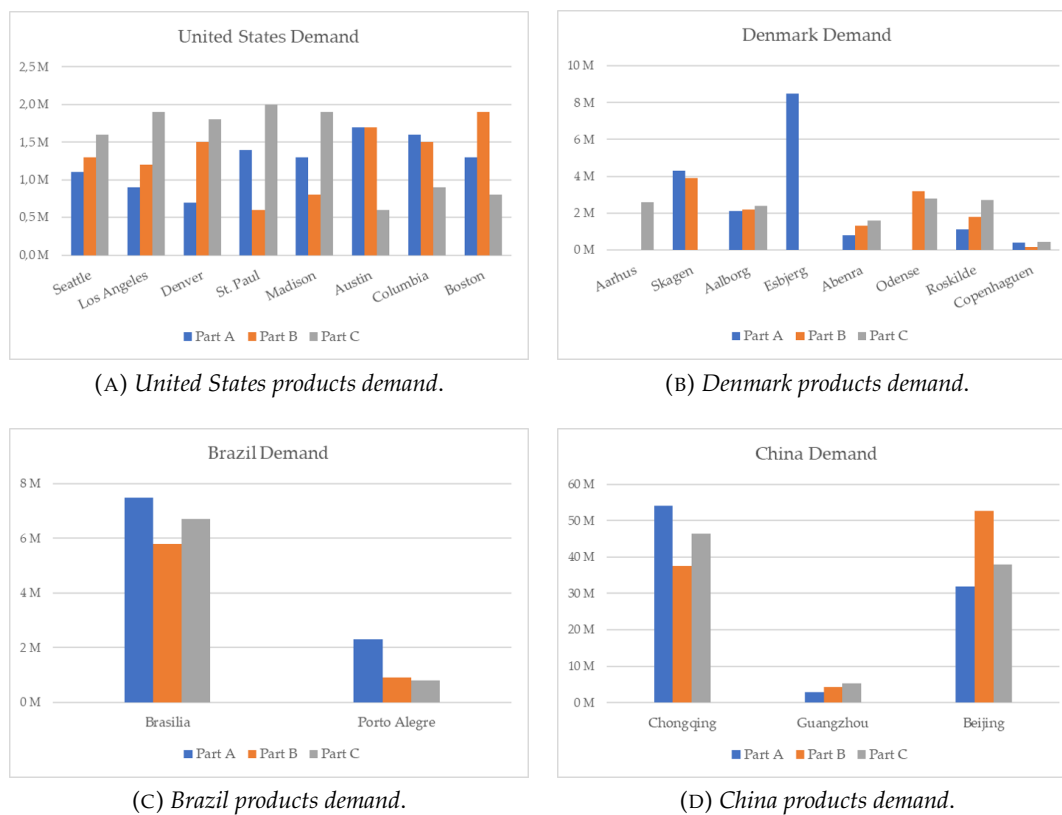 United States Demand
2,5 M
2,0 M
1,5 M
1,0 M
0,5 M
0,0 M
Seattle
Los Angeles
Denver
St. Paul
Madison
Austin
Columbia
Boston
Part A Part B Part C
(A) United States products demand.
Denmark Demand
10 M
8 M
6 M
4 M
2 M
0 M
Aarhus
Skagen
Aalborg
Esbjerg
Abenra
Odense
Roskilde
Copenhaguen
Part A Part B Part C
(B) Denmark products demand.
Brazil Demand
8 M
6 M
4 M
2 M
0 M
Brasilia Porto Alegre
Part A Part B Part C
(C) Brazil products demand.
China Demand
60 M
50 M
40 M
30 M
20 M
10 M
0 M
Chongqing Guangzhou Beijing
Part A Part B Part C
(D) China products demand.